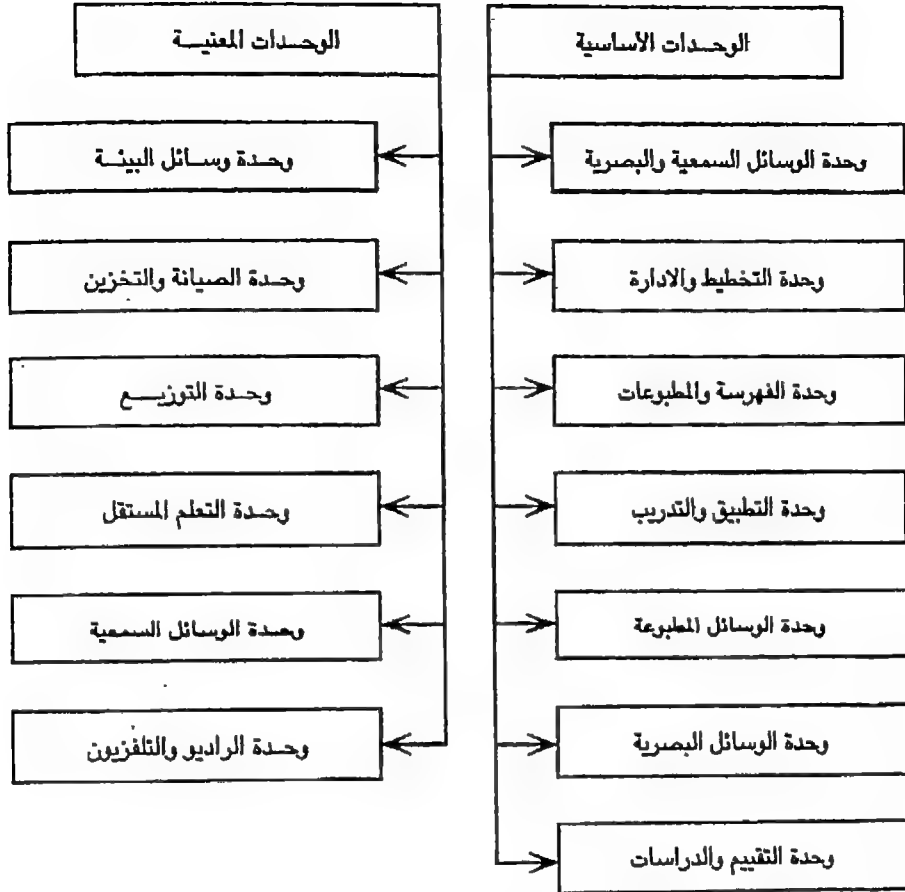 الوحدات الأساسية
وحدة الوسائل السمعية والبصرية
وحدة التخطيط والادارة
وحدة الفهرسة والمطبوعات
وحدة التطبيق والتدريب
وحدة الوسائل المطبوعة
وحدة الوسائل البصرية
وحدة التقييم والدراسات
الوحدات المعنية
وحدة وسائل البيئة
وحدة الصيانة والتخزين
وحدة التوزيع
وحدة التعلم المستقل
وحدة الوسائل السمعية
وحدة الراديو والتلفزيون